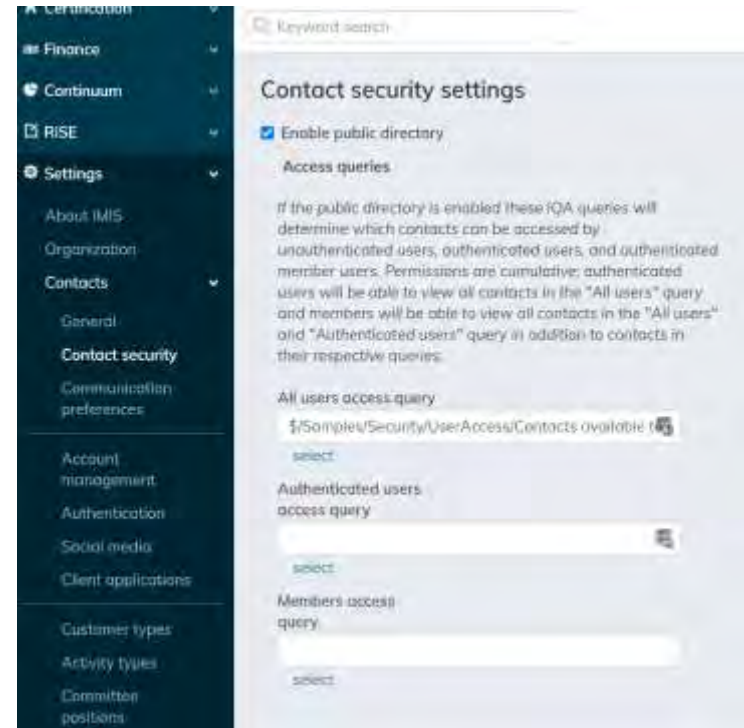 Certification
Finance
Continuum
RISE
Settings
About iMIS
Organization
Contacts
General
Contact security
Communication
preferences
Account
management
Authentication
Social media
Client applications
Customer types
Activity types
Committee
positions
Keyword search
Contact security settings
Enable public directory
Access queries
If the public directory is enabled these IQA queries will
determine which contacts can be accessed by
unauthenticated users, authenticated users, and authenticated
member users. Permissions are cumulative; authenticated
users will be able to view all contacts in the "All users" query
and members will be able to view all contacts in the "All users"
and "Authenticated users" query in addition to contacts in
their respective queries.
All users access query
$/Samples/Security/UserAccess/Contacts available t
select
Authenticated users
access query
select
Members access
query
select